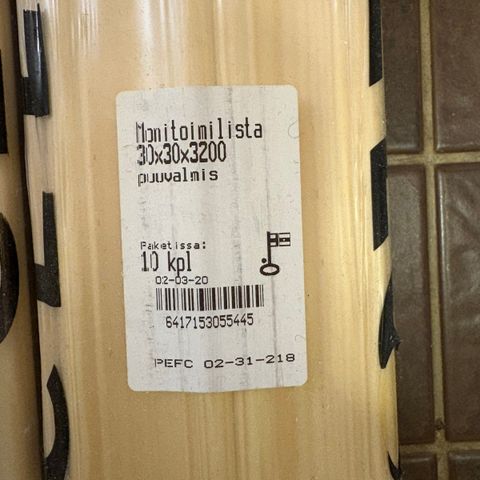 Monitoimilista
30x30x3200
puuvalmis
Paketissa:
10 kpl
02-03-20
6417153055445
PEFC 02-31-218